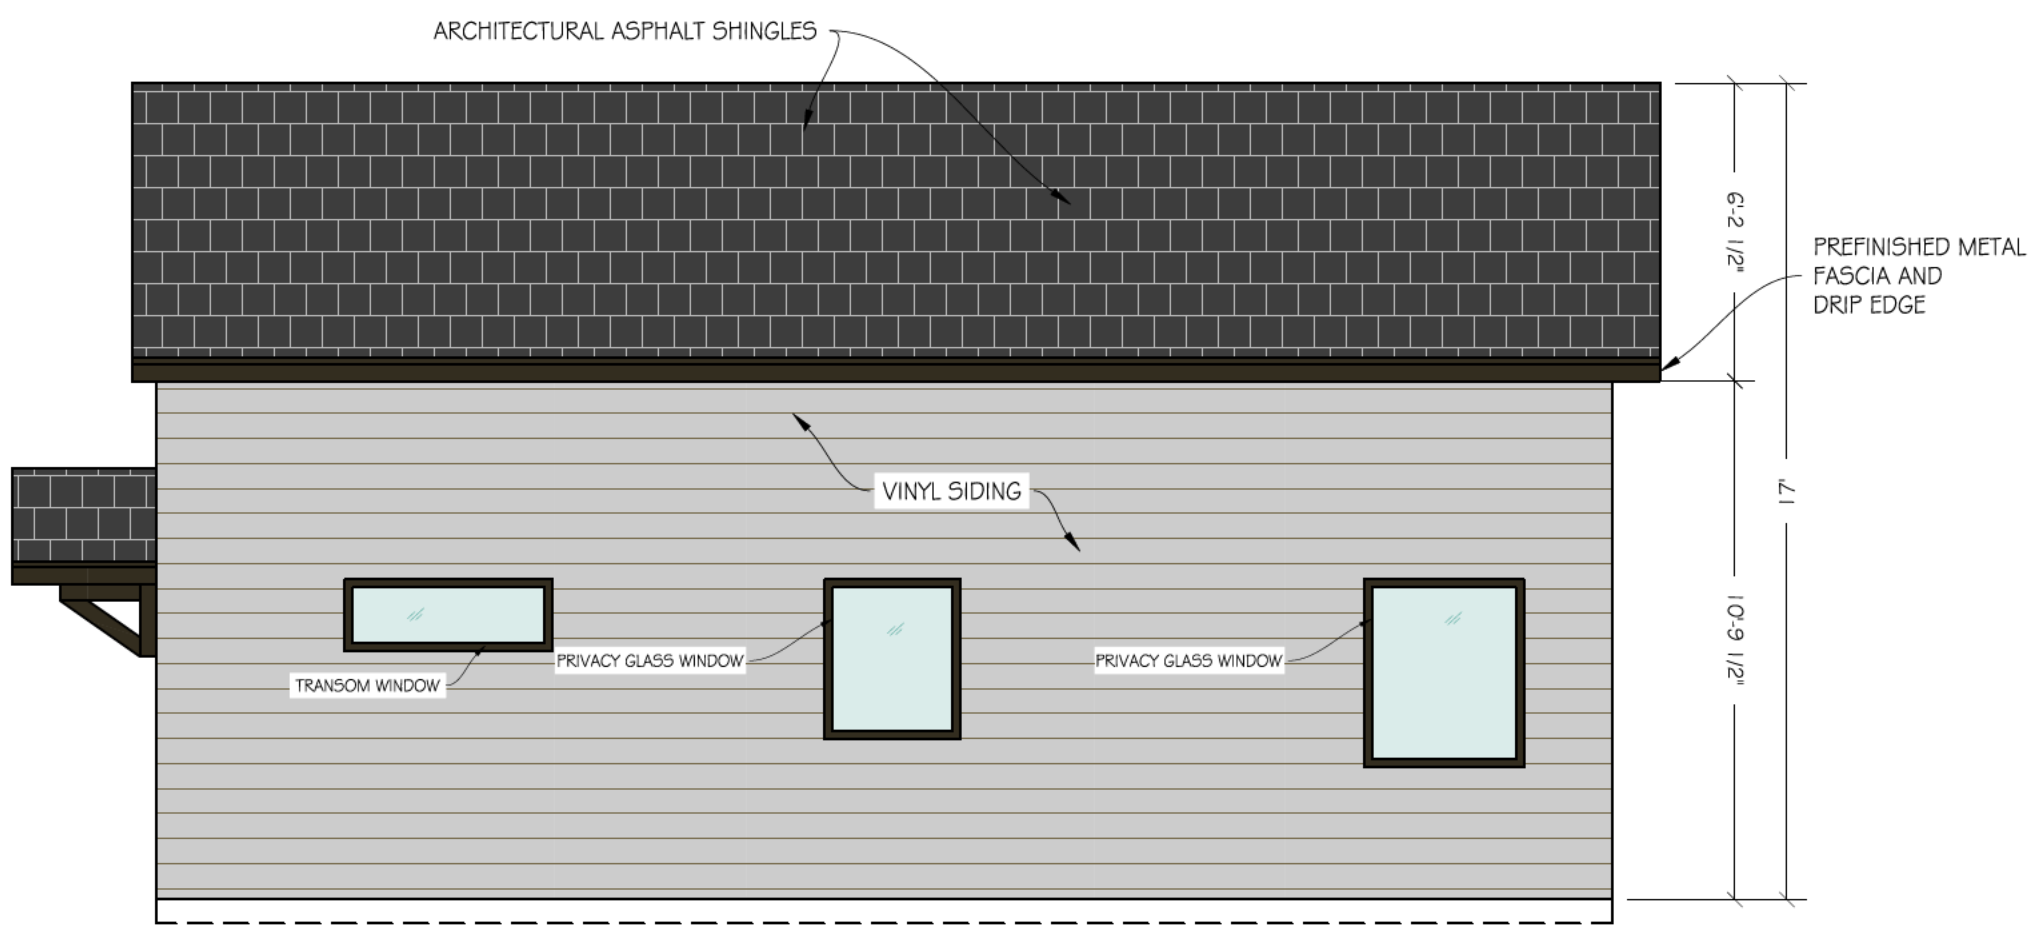 ARCHITECTURAL ASPHALT SHINGLES
6'-2 1/2"
PREFINISHED METAL
FASCIA AND
DRIP EDGE
VINYL SIDING
17'
10'-9 1/2"
PRIVACY GLASS WINDOW
PRIVACY GLASS WINDOW
TRANSOM WINDOW